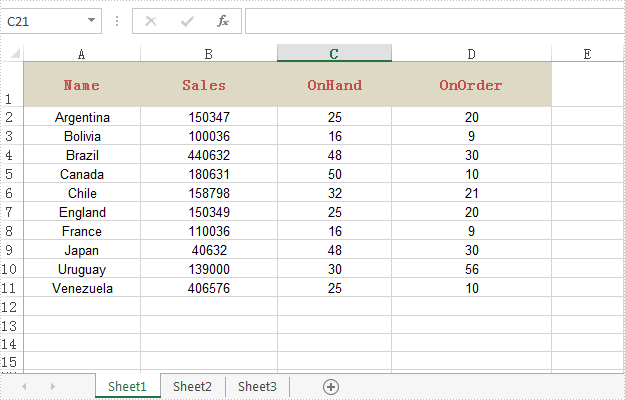 C21 fx
A B C D E
1 Name Sales OnHand OnOrder
2 Argentina 150347 25 20
3 Bolivia 100036 16 9
4 Brazil 440632 48 30
5 Canada 180631 50 10
6 Chile 158798 32 21
7 England 150349 25 20
8 France 110036 16 9
9 Japan 40632 48 30
10 Uruguay 139000 30 56
11 Venezuela 406576 25 10
12
13
14
15
Sheet1 Sheet2 Sheet3